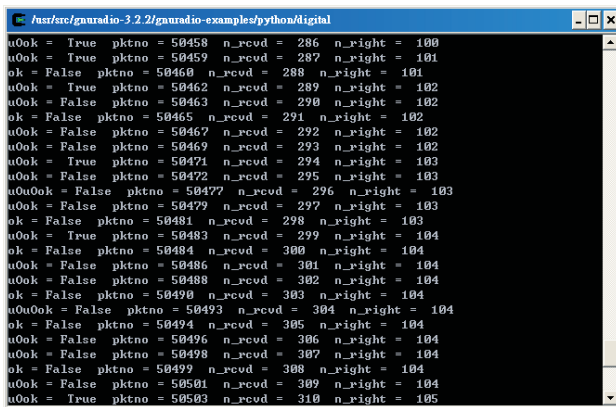 /usr/src/gnuradio-3.2.2/gnuradio-examples/python/digital
uOok =  True  pktno = 50458  n_rcvd =  286  n_right =  100
uOok =  True  pktno = 50459  n_rcvd =  287  n_right =  101
ok = False  pktno = 50460  n_rcvd =  288  n_right =  101
uOok =  True  pktno = 50462  n_rcvd =  289  n_right =  102
uOok = False  pktno = 50463  n_rcvd =  290  n_right =  102
ok = False  pktno = 50465  n_rcvd =  291  n_right =  102
uOok = False  pktno = 50467  n_rcvd =  292  n_right =  102
uOok = False  pktno = 50469  n_rcvd =  293  n_right =  102
uOok =  True  pktno = 50471  n_rcvd =  294  n_right =  103
uOok = False  pktno = 50472  n_rcvd =  295  n_right =  103
uOuOok = False  pktno = 50477  n_rcvd =  296  n_right =  103
uOok = False  pktno = 50479  n_rcvd =  297  n_right =  103
ok = False  pktno = 50481  n_rcvd =  298  n_right =  103
uOok =  True  pktno = 50483  n_rcvd =  299  n_right =  104
ok = False  pktno = 50484  n_rcvd =  300  n_right =  104
uOok = False  pktno = 50486  n_rcvd =  301  n_right =  104
uOok = False  pktno = 50488  n_rcvd =  302  n_right =  104
ok = False  pktno = 50490  n_rcvd =  303  n_right =  104
uOuOok = False  pktno = 50493  n_rcvd =  304  n_right =  104
ok = False  pktno = 50494  n_rcvd =  305  n_right =  104
uOok = False  pktno = 50496  n_rcvd =  306  n_right =  104
uOok = False  pktno = 50498  n_rcvd =  307  n_right =  104
ok = False  pktno = 50499  n_rcvd =  308  n_right =  104
uOok = False  pktno = 50501  n_rcvd =  309  n_right =  104
uOok =  True  pktno = 50503  n_rcvd =  310  n_right =  105